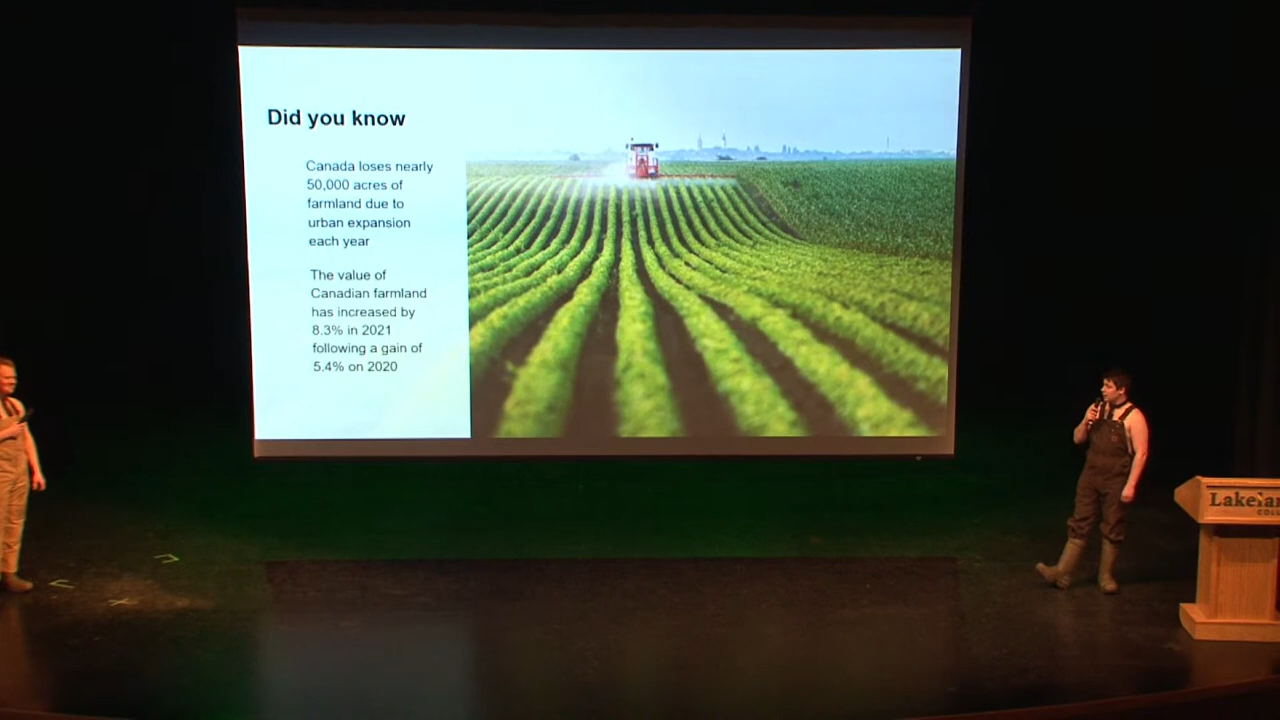 Did you know
Canada loses nearly
50,000 acres of
farmland due to
urban expansion
each year
The value of
Canadian farmland
has increased by
8.3% in 2021
following a gain of
5.4% on 2020